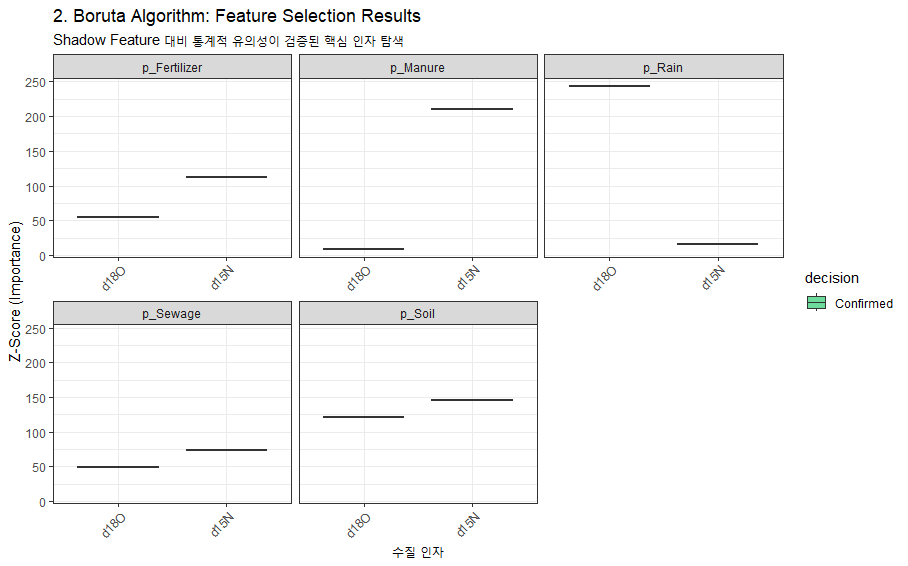 2. Boruta Algorithm: Feature Selection Results
Shadow Feature 대비 통계적 유의성이 검증된 핵심 인자 탐색
p_Fertilizer
p_Manure
p_Rain
250
200
150
100
50
0
d18O
d15N
d18O
d15N
d18O
d15N
Z-Score (Importance)
p_Sewage
p_Soil
250
200
150
100
50
0
d18O
d15N
d18O
d15N
수질 인자
decision
Confirmed